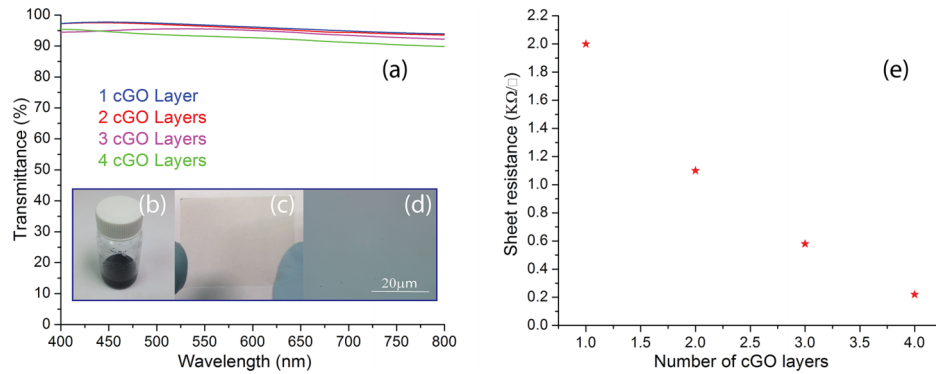 100
90
80
70
60
50
40
30
20
10
0
Transmittance (%)
(a)
1 cGO Layer
2 cGO Layers
3 cGO Layers
4 cGO Layers
(b)
(c)
(d)
20μm
400 450 500 550 600 650 700 750 800
Wavelength (nm)
2.2
2.0
1.8
1.6
1.4
1.2
1.0
0.8
0.6
0.4
0.2
0.0
Sheet resistance (KΩ/□)
(e)
1.0 1.5 2.0 2.5 3.0 3.5 4.0
Number of cGO layers